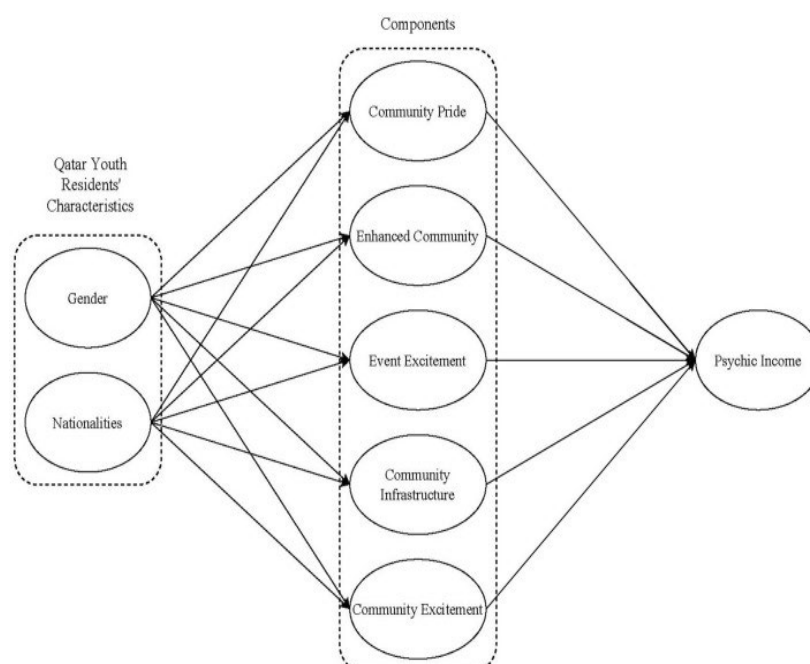 Components
Community Pride
Qatar Youth
Residents'
Characteristics
Enhanced Community
Gender
Event Excitement
Psychic Income
Nationalities
Community
Infrastructure
Community Excitement